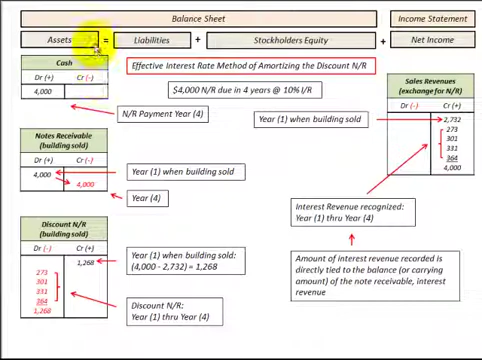 Balance Sheet
Income Statement
Assets = Liabilities + Stockholders Equity + Net Income
Cash
Dr (+) Cr (-)
4,000
Effective Interest Rate Method of Amortizing the Discount N/R
$4,000 N/R due in 4 years @ 10% I/R
N/R Payment Year (4)
Year (1) when building sold
Sales Revenues
(exchange for N/R)
Dr (-) Cr (+)
2,732
273
301
331
364
4,000
Notes Receivable
(building sold)
Dr (+) Cr (-)
4,000
4,000
Year (1) when building sold
Year (4)
Interest Revenue recognized:
Year (1) thru Year (4)
Discount N/R
(building sold)
Dr (-) Cr (+)
1,268
273
301
331
364
1,268
Year (1) when building sold:
(4,000 - 2,732) = 1,268
Discount N/R:
Year (1) thru Year (4)
Amount of interest revenue recorded is
directly tied to the balance (or carrying
amount) of the note receivable, interest
revenue